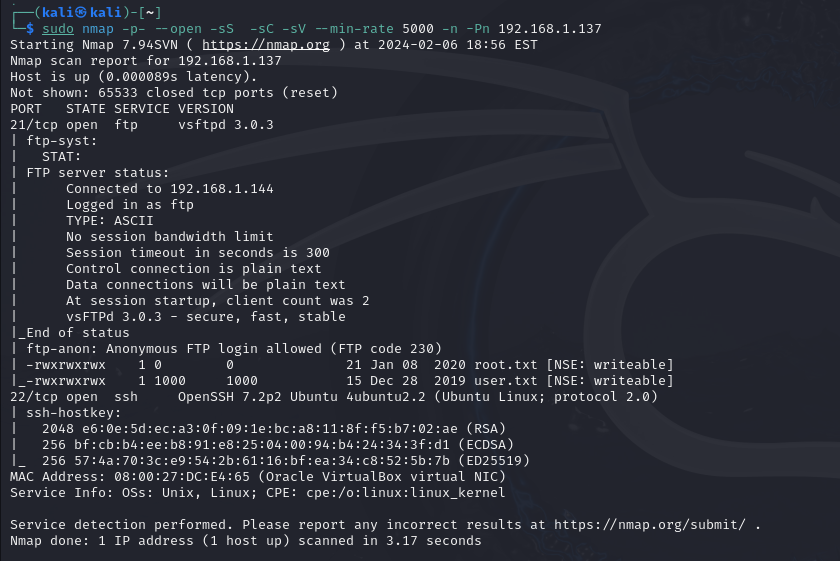 ┌──(kali㉿kali)-[~]
└─$ sudo nmap -p- --open -sS  -sC -sV --min-rate 5000 -n -Pn 192.168.1.137
Starting Nmap 7.94SVN ( https://nmap.org ) at 2024-02-06 18:56 EST
Nmap scan report for 192.168.1.137
Host is up (0.000089s latency).
Not shown: 65533 closed tcp ports (reset)
PORT   STATE SERVICE VERSION
21/tcp open  ftp     vsftpd 3.0.3
| ftp-syst:
|   STAT:
| FTP server status:
|      Connected to 192.168.1.144
|      Logged in as ftp
|      TYPE: ASCII
|      No session bandwidth limit
|      Session timeout in seconds is 300
|      Control connection is plain text
|      Data connections will be plain text
|      At session startup, client count was 2
|      vsFTPd 3.0.3 - secure, fast, stable
|_End of status
| ftp-anon: Anonymous FTP login allowed (FTP code 230)
| -rwxrwxrwx    1 0        0              21 Jan 08  2020 root.txt [NSE: writeable]
|_-rwxrwxrwx    1 1000     1000           15 Dec 28  2019 user.txt [NSE: writeable]
22/tcp open  ssh     OpenSSH 7.2p2 Ubuntu 4ubuntu2.2 (Ubuntu Linux; protocol 2.0)
| ssh-hostkey:
|   2048 e6:0e:5d:ec:a3:0f:09:1e:bc:a8:11:8f:f5:b7:02:ae (RSA)
|   256 bf:cb:b4:ee:b8:91:e8:25:04:00:94:b4:24:34:3f:d1 (ECDSA)
|_  256 57:4a:70:3c:e9:54:2b:61:16:bf:ea:34:c8:52:5b:7b (ED25519)
MAC Address: 08:00:27:DC:E4:65 (Oracle VirtualBox virtual NIC)
Service Info: OSs: Unix, Linux; CPE: cpe:/o:linux:linux_kernel

Service detection performed. Please report any incorrect results at https://nmap.org/submit/ .
Nmap done: 1 IP address (1 host up) scanned in 3.17 seconds